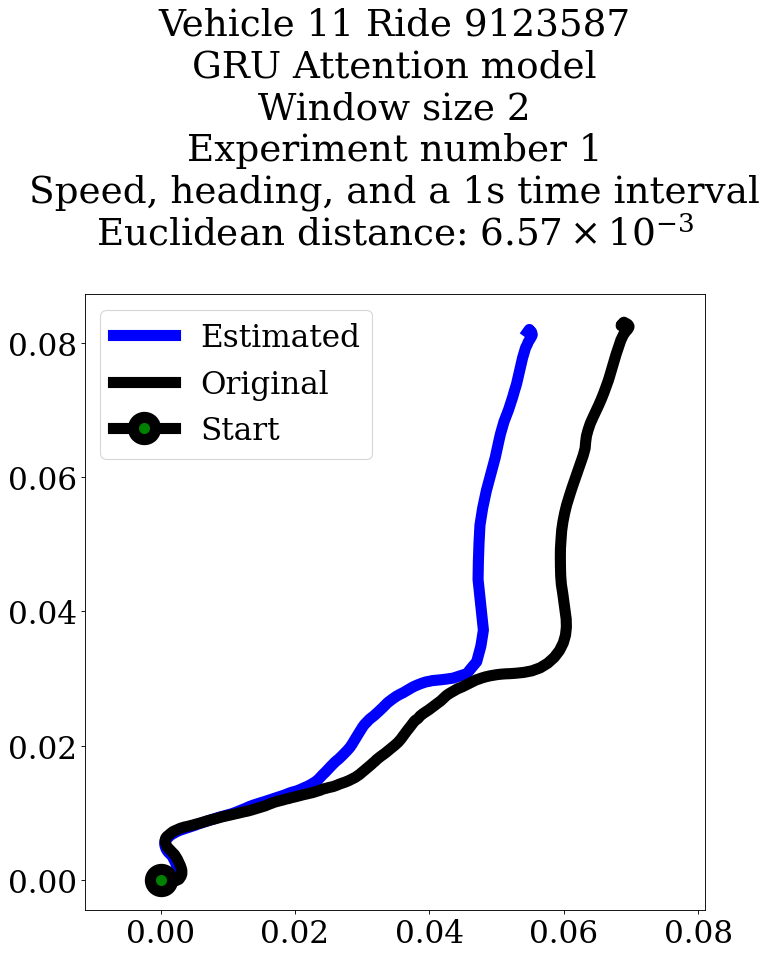 Vehicle 11 Ride 9123587
GRU Attention model
Window size 2
Experiment number 1
Speed, heading, and a 1s time interval
Euclidean distance: 6.57 × 10⁻³
Estimated
Original
Start
0.08
0.06
0.04
0.02
0.00
0.00 0.02 0.04 0.06 0.08